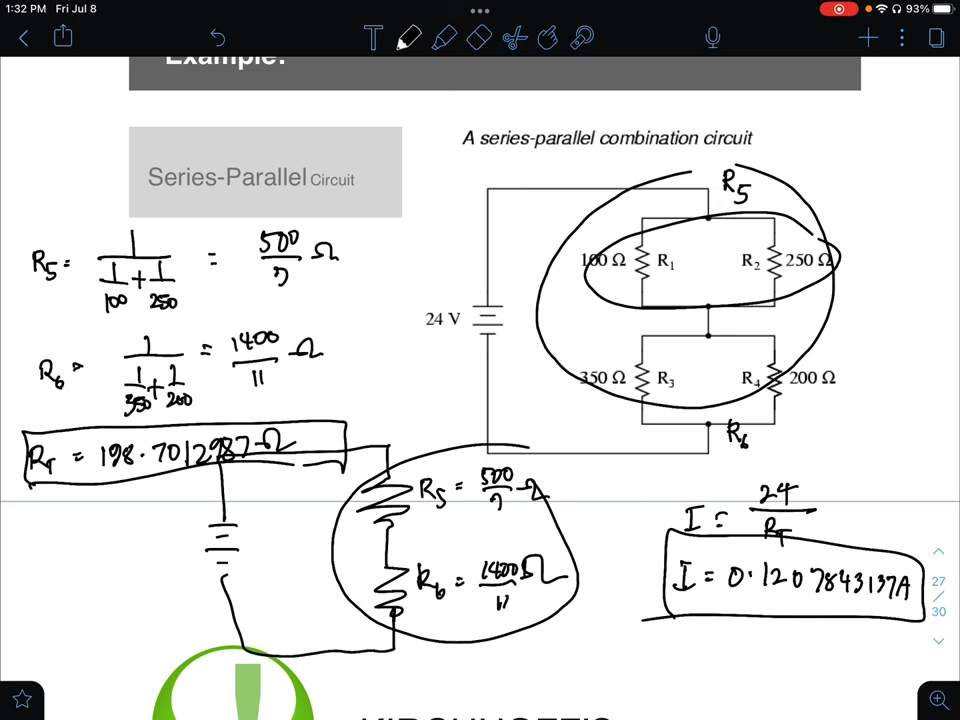 1:32 PM Fri Jul 8
93%
Example:
A series-parallel combination circuit
Series-Parallel Circuit
R5
100 Ω R1 R2 250 Ω
24 V
350 Ω R3 R4 200 Ω
R6
R5 = 1 / (1/100 + 1/250) = 500/7 Ω
R6 = 1 / (1/350 + 1/200) = 1400/11 Ω
RT = 198.7012987 Ω
R5 = 500/7 Ω
R6 = 1400/11 Ω
I = 24/RT
I = 0.1207843137A
27
/
30
KIRCHHOFF'S